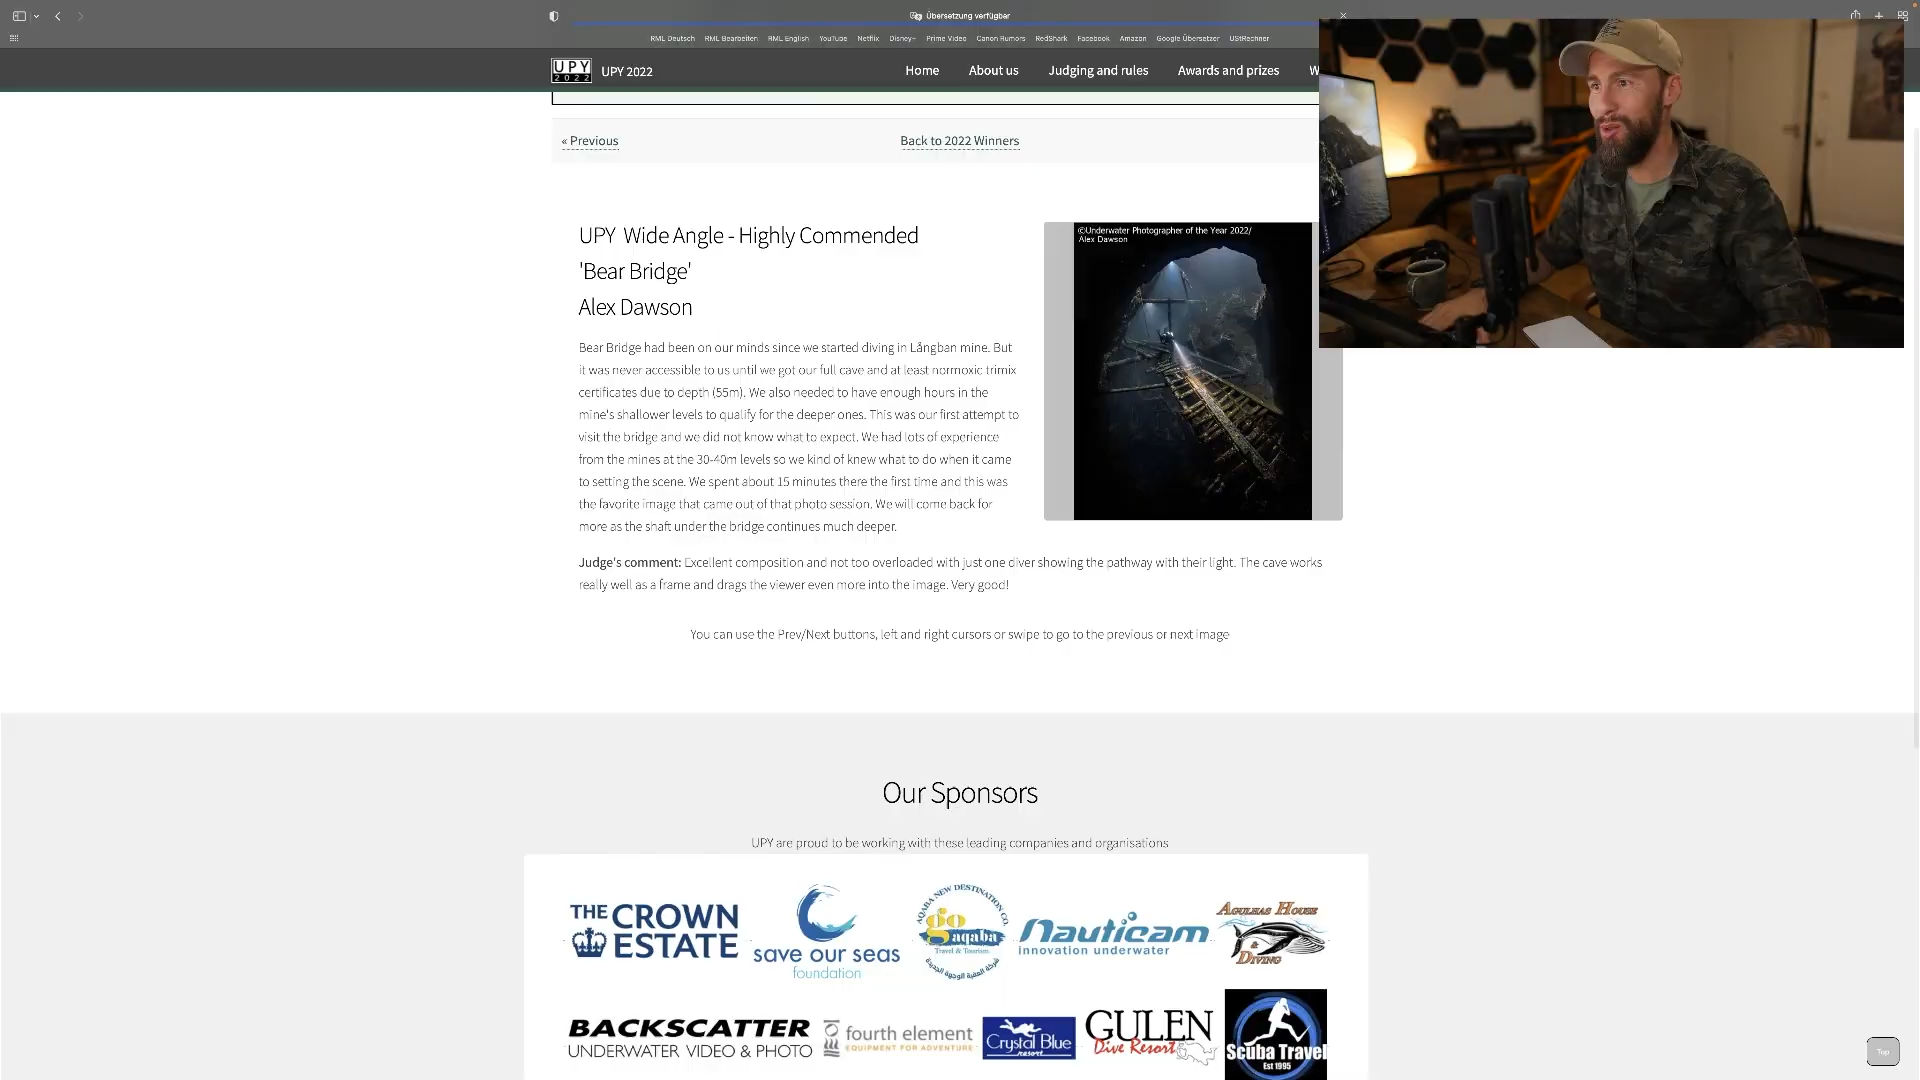 Übersetzung verfügbar
RML Deutsch RML Bearbeiten RML English YouTube Netflix Disney+ Prime Video Canon Rumors RedShark Facebook Amazon Google Übersetzer UStRechner
UPY 2022 UPY 2022 Home About us Judging and rules Awards and prizes W
« Previous Back to 2022 Winners
UPY Wide Angle - Highly Commended
'Bear Bridge'
Alex Dawson
©Underwater Photographer of the Year 2022/
Alex Dawson
Bear Bridge had been on our minds since we started diving in Långban mine. But
it was never accessible to us until we got our full cave and at least normoxic trimix
certificates due to depth (55m). We also needed to have enough hours in the
mine's shallower levels to qualify for the deeper ones. This was our first attempt to
visit the bridge and we did not know what to expect. We had lots of experience
from the mines at the 30-40m levels so we kind of knew what to do when it came
to setting the scene. We spent about 15 minutes there the first time and this was
the favorite image that came out of that photo session. We will come back for
more as the shaft under the bridge continues much deeper.
Judge's comment: Excellent composition and not too overloaded with just one diver showing the pathway with their light. The cave works
really well as a frame and drags the viewer even more into the image. Very good!
You can use the Prev/Next buttons, left and right cursors or swipe to go to the previous or next image
Our Sponsors
UPY are proud to be working with these leading companies and organisations
THE CROWN
ESTATE
save our seas
foundation
AQABA NEW DESTINATION CO.
go
aqaba
Travel & Tourism
Nauticam
innovation underwater
AGULHAS HOUSE
DIVING
BACKSCATTER
UNDERWATER VIDEO & PHOTO
fourth element
EQUIPMENT FOR ADVENTURE
Crystal Blue
resort
GULEN
Dive Resort
Scuba Travel
Est 1995
Top